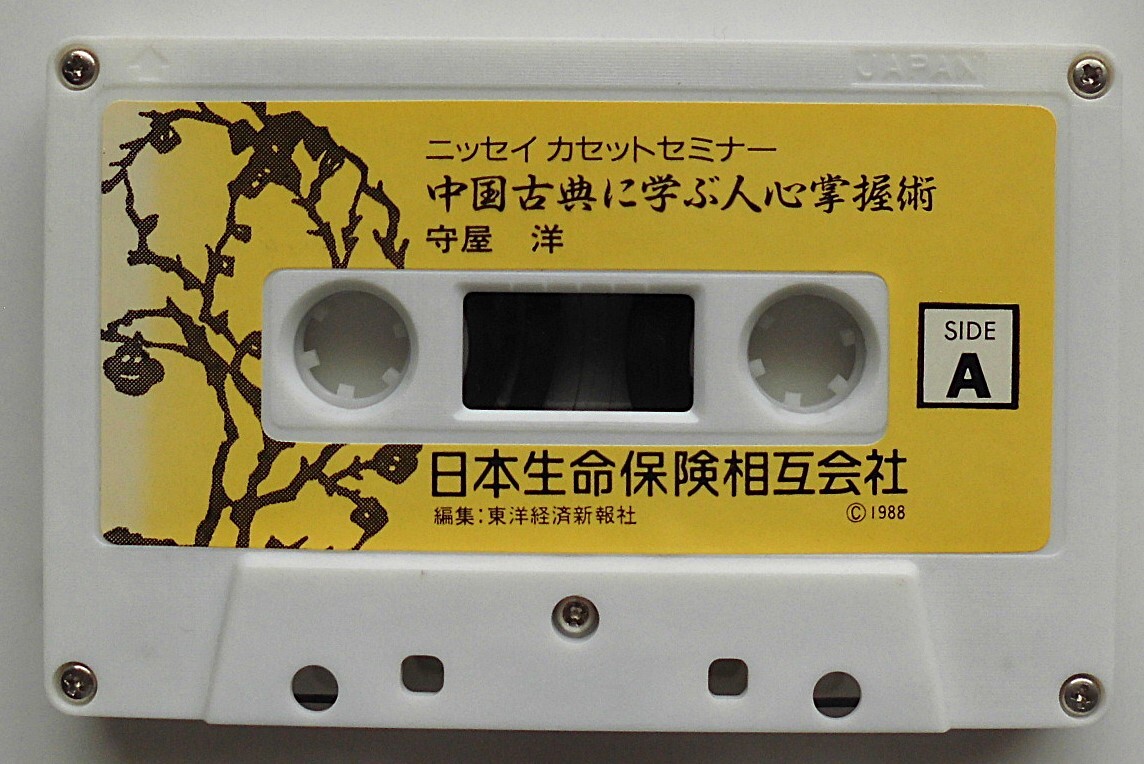 JAPAN
ニッセイ カセットセミナー
中国古典に学ぶ人心掌握術
守屋 洋
SIDE
A
日本生命保険相互会社
編集:東洋経済新報社
©1988